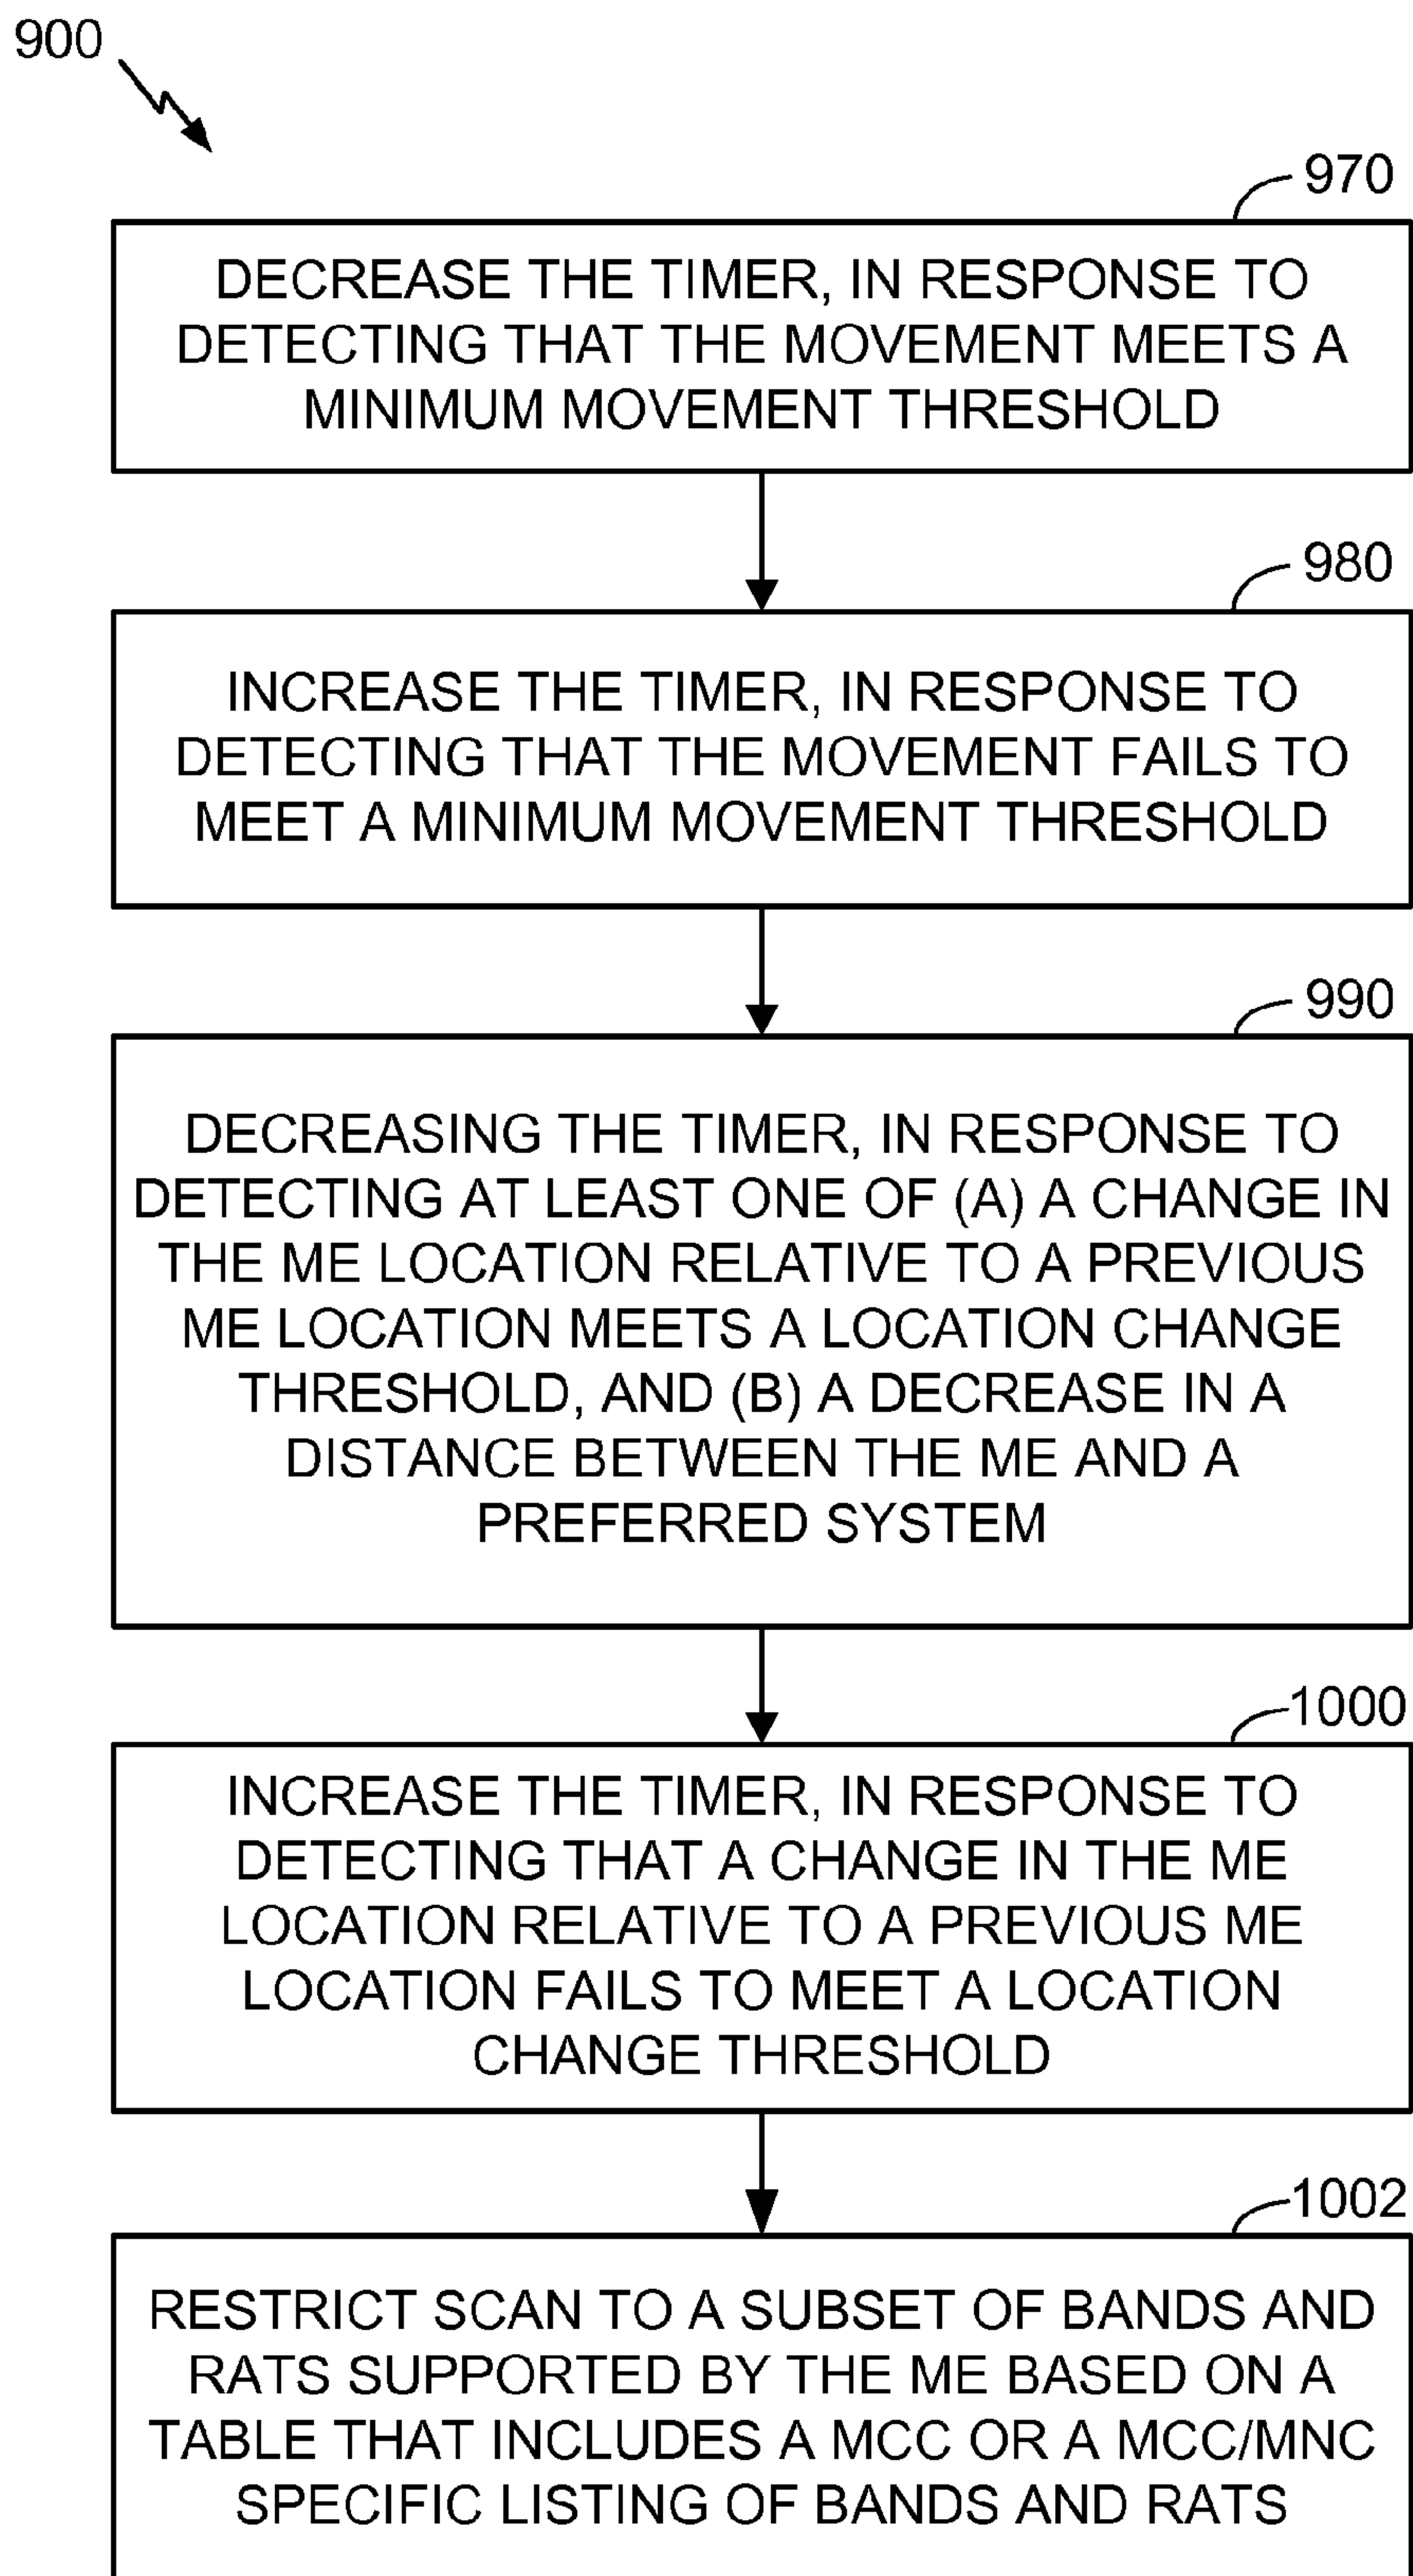 900
970
DECREASE THE TIMER, IN RESPONSE TO
DETECTING THAT THE MOVEMENT MEETS A
MINIMUM MOVEMENT THRESHOLD
980
INCREASE THE TIMER, IN RESPONSE TO
DETECTING THAT THE MOVEMENT FAILS TO
MEET A MINIMUM MOVEMENT THRESHOLD
990
DECREASING THE TIMER, IN RESPONSE TO
DETECTING AT LEAST ONE OF (A) A CHANGE IN
THE ME LOCATION RELATIVE TO A PREVIOUS
ME LOCATION MEETS A LOCATION CHANGE
THRESHOLD, AND (B) A DECREASE IN A
DISTANCE BETWEEN THE ME AND A
PREFERRED SYSTEM
1000
INCREASE THE TIMER, IN RESPONSE TO
DETECTING THAT A CHANGE IN THE ME
LOCATION RELATIVE TO A PREVIOUS ME
LOCATION FAILS TO MEET A LOCATION
CHANGE THRESHOLD
1002
RESTRICT SCAN TO A SUBSET OF BANDS AND
RATS SUPPORTED BY THE ME BASED ON A
TABLE THAT INCLUDES A MCC OR A MCC/MNC
SPECIFIC LISTING OF BANDS AND RATS